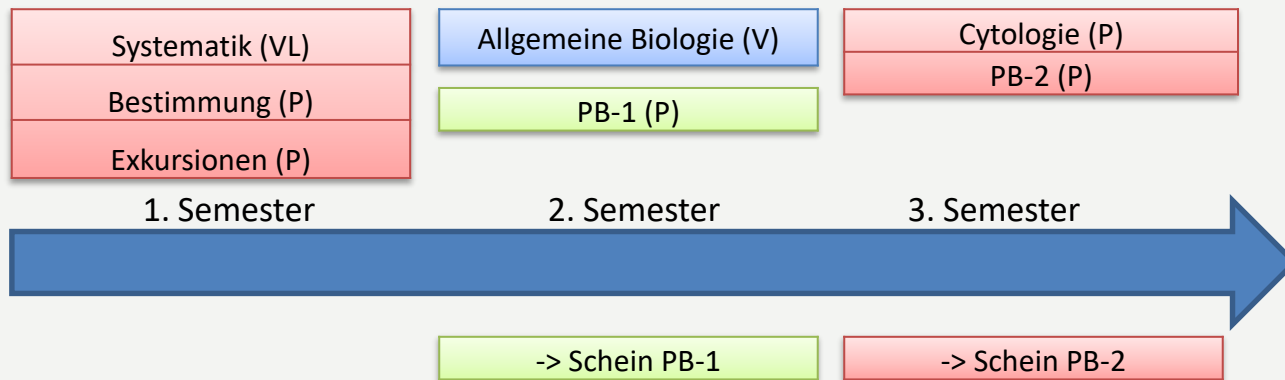 Systematik (VL)
Bestimmung (P)
Exkursionen (P)
Allgemeine Biologie (V)
PB-1 (P)
Cytologie (P)
PB-2 (P)
1. Semester
2. Semester
3. Semester
-> Schein PB-1
-> Schein PB-2